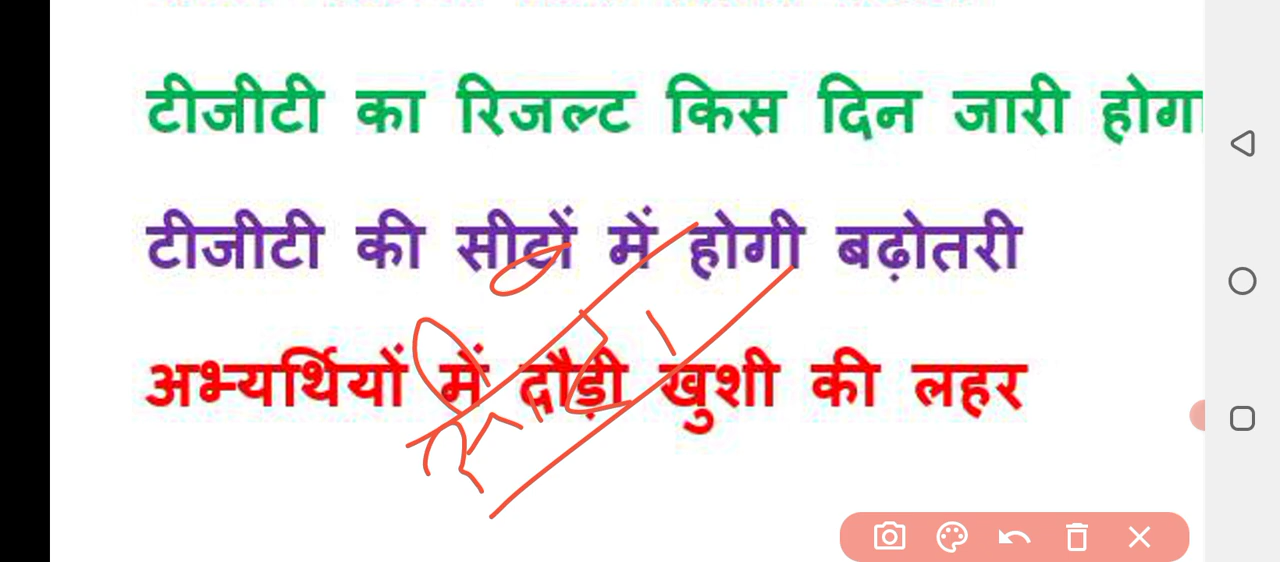 टीजीटी का रिजल्ट किस दिन जारी होगा
टीजीटी की सीटों में होगी बढ़ोतरी
अभ्यर्थियों में दौड़ी खुशी की लहर